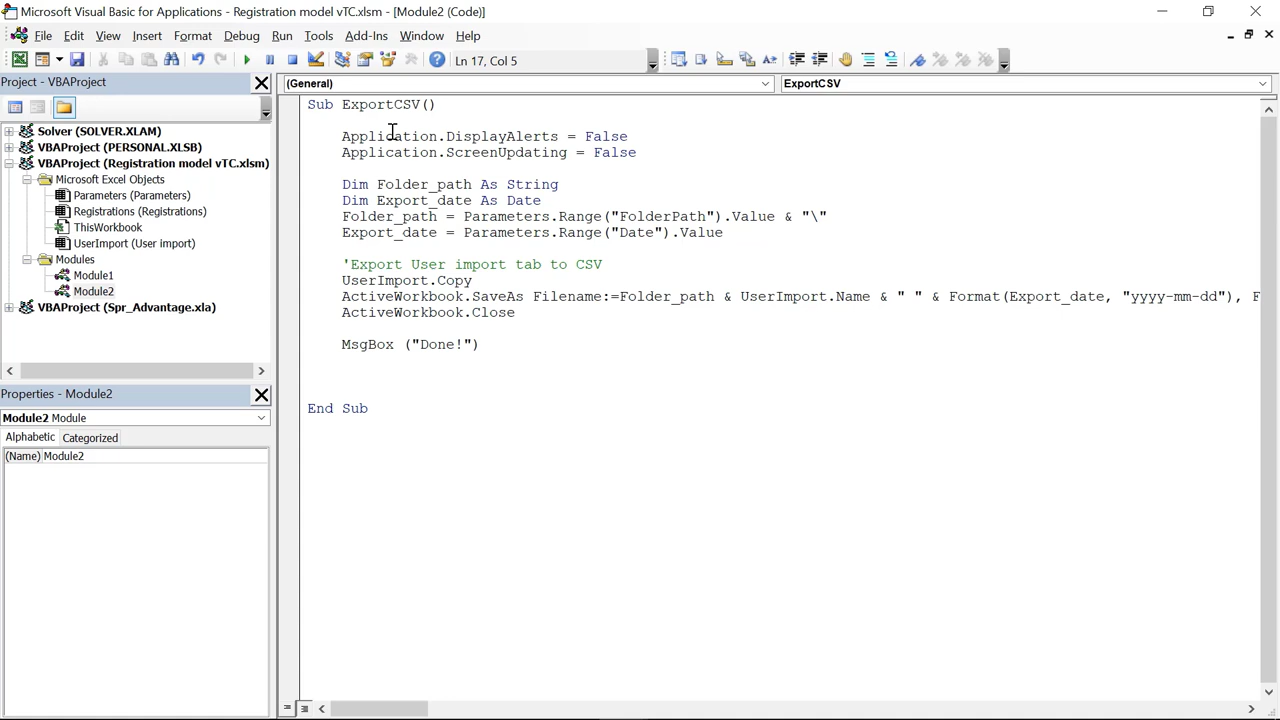 Microsoft Visual Basic for Applications - Registration model vTC.xlsm - [Module2 (Code)]
File Edit View Insert Format Debug Run Tools Add-Ins Window Help
Ln 17, Col 5
Project - VBAProject
Solver (SOLVER.XLAM)
VBAProject (PERSONAL.XLSB)
VBAProject (Registration model vTC.xlsm)
Microsoft Excel Objects
Parameters (Parameters)
Registrations (Registrations)
ThisWorkbook
UserImport (User import)
Modules
Module1
Module2
VBAProject (Spr_Advantage.xla)
Properties - Module2
Module2 Module
Alphabetic Categorized
(Name) Module2
(General)
ExportCSV
Sub ExportCSV()
Application.DisplayAlerts = False
Application.ScreenUpdating = False
Dim Folder_path As String
Dim Export_date As Date
Folder_path = Parameters.Range("FolderPath").Value & "\"
Export_date = Parameters.Range("Date").Value
'Export User import tab to CSV
UserImport.Copy
ActiveWorkbook.SaveAs Filename:=Folder_path & UserImport.Name & " " & Format(Export_date, "yyyy-mm-dd"), F
ActiveWorkbook.Close
MsgBox ("Done!")
End Sub